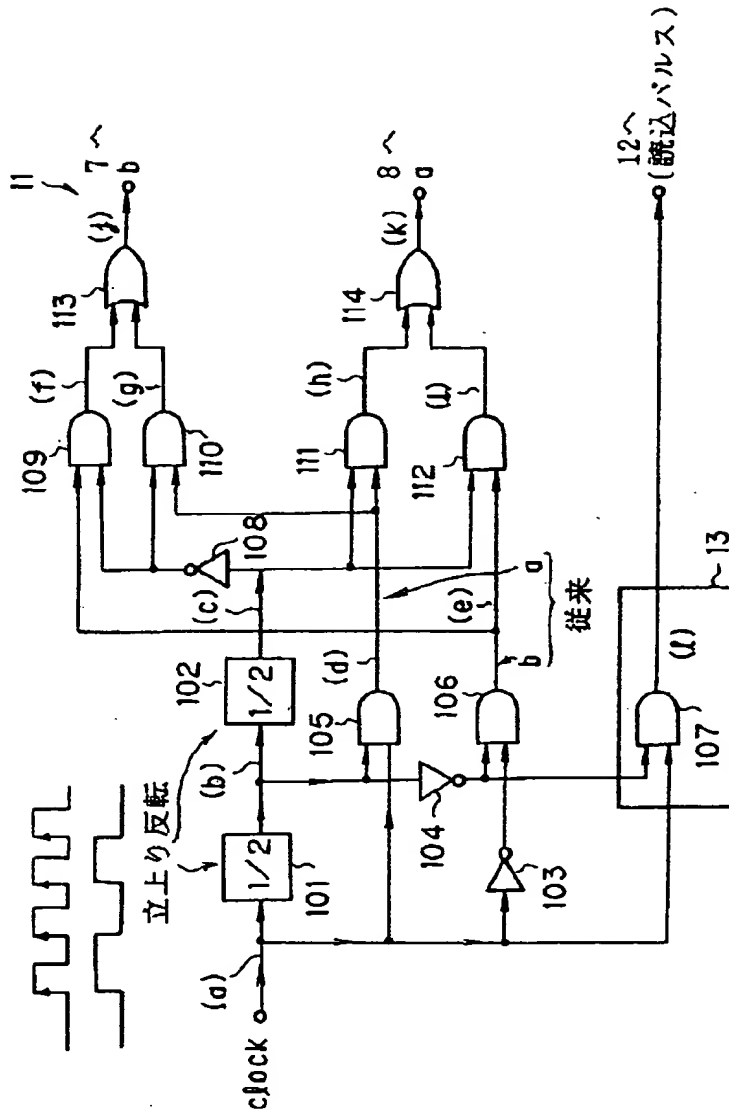 clock
(a)
立上り反転
1/2
101
(b)
1/2
102
(c)
103
104
105
106
107
(d)
(e)
a
b
従来
108
109
110
111
112
(f)
(g)
(h)
(i)
113
114
(j)
(k)
11
7へ
b
8へ
a
12へ
(読込パルス)
(l)
13